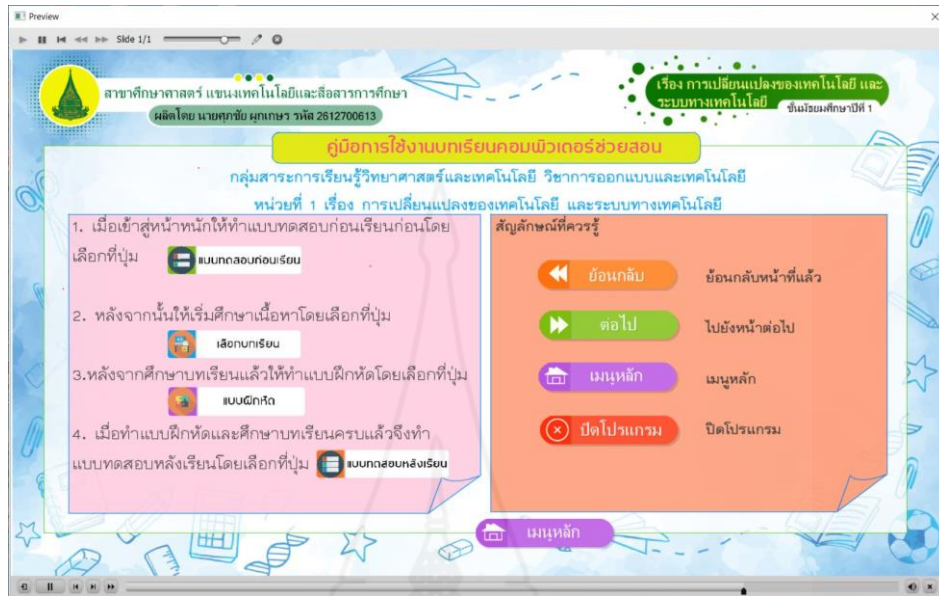 Preview
Slide 1/1
สาขาศึกษาศาสตร์ แขนงเทคโนโลยีและสื่อสารการศึกษา
ผลิตโดย นายศุภชัย ผุกเกษร รหัส 2612700613
เรื่อง การเปลี่ยนแปลงของเทคโนโลยี และ
ระบบทางเทคโนโลยี
ชั้นมัธยมศึกษาปีที่ 1
คู่มือการใช้งานบทเรียนคอมพิวเตอร์ช่วยสอน
กลุ่มสาระการเรียนรู้วิทยาศาสตร์และเทคโนโลยี วิชาการออกแบบและเทคโนโลยี
หน่วยที่ 1 เรื่อง การเปลี่ยนแปลงของเทคโนโลยี และระบบทางเทคโนโลยี
1. เมื่อเข้าสู่หน้าหนักให้ทำแบบทดสอบก่อนเรียนก่อนโดย
เลือกที่ปุ่ม แบบทดสอบก่อนเรียน
2. หลังจากนั้นให้เริ่มศึกษาเนื้อหาโดยเลือกที่ปุ่ม
เลือกบทเรียน
3.หลังจากศึกษาบทเรียนแล้วให้ทำแบบฝึกหัดโดยเลือกที่ปุ่ม
แบบฝึกหัด
4. เมื่อทำแบบฝึกหัดและศึกษาบทเรียนครบแล้วจึงทำ
แบบทดสอบหลังเรียนโดยเลือกที่ปุ่ม แบบทดสอบหลังเรียน
สัญลักษณ์ที่ควรรู้
ย้อนกลับ ย้อนกลับหน้าที่แล้ว
ต่อไป ไปยังหน้าต่อไป
เมนูหลัก เมนูหลัก
ปิดโปรแกรม ปิดโปรแกรม
เมนูหลัก